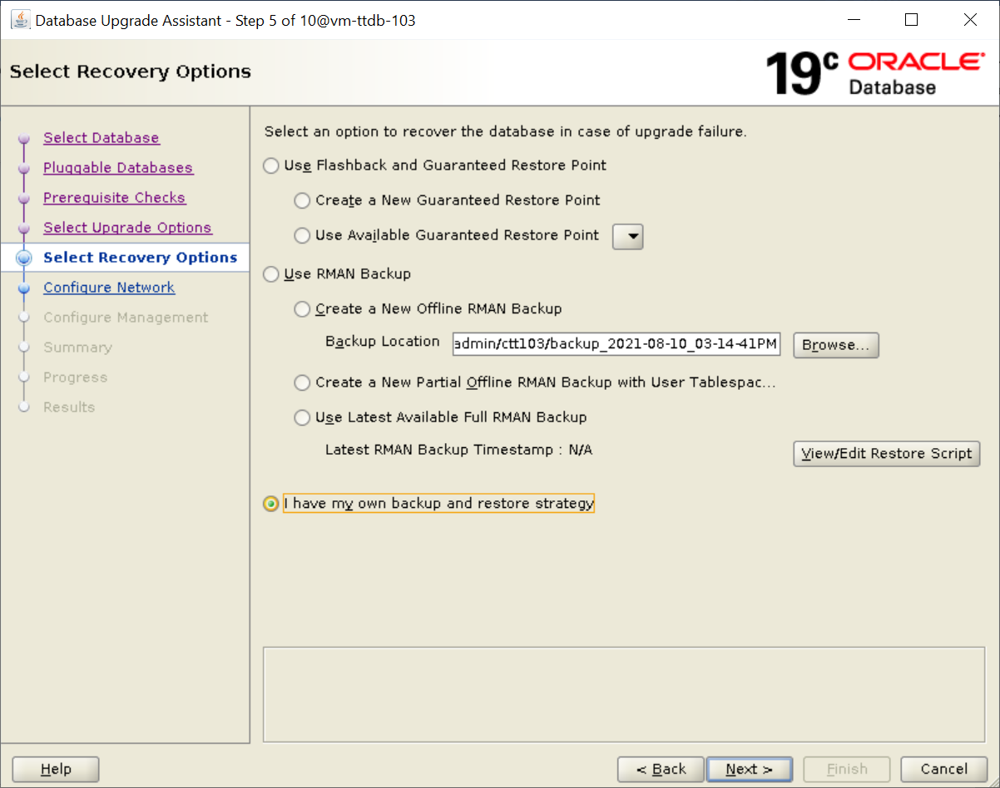 Database Upgrade Assistant - Step 5 of 10@vm-ttdb-103
Select Recovery Options
19c ORACLE
Database
Select Database
Pluggable Databases
Prerequisite Checks
Select Upgrade Options
Select Recovery Options
Configure Network
Configure Management
Summary
Progress
Results
Select an option to recover the database in case of upgrade failure.
Use Flashback and Guaranteed Restore Point
Create a New Guaranteed Restore Point
Use Available Guaranteed Restore Point
Use RMAN Backup
Create a New Offline RMAN Backup
Backup Location admin/ctt103/backup_2021-08-10_03-14-41PM Browse...
Create a New Partial Offline RMAN Backup with User Tablespac...
Use Latest Available Full RMAN Backup
Latest RMAN Backup Timestamp : N/A View/Edit Restore Script
I have my own backup and restore strategy
Help < Back Next > Finish Cancel